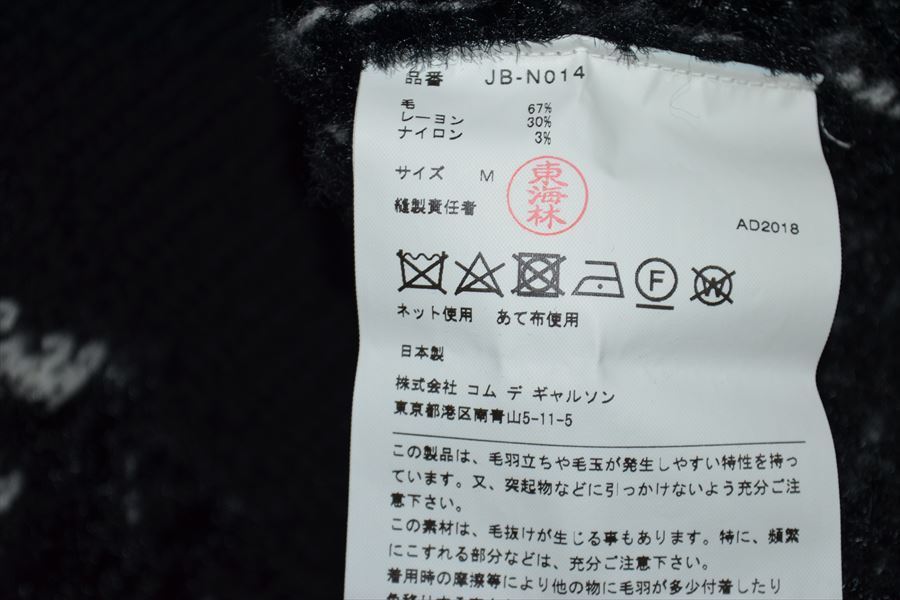 品番 JB-N014
毛 67%
レーヨン 30%
ナイロン 3%
サイズ M
東海林
縫製責任者
AD2018
F W
ネット使用 あて布使用
日本製
株式会社 コム デ ギャルソン
東京都港区南青山5-11-5
この製品は、毛羽立ちや毛玉が発生しやすい特性を持っ
ています。又、突起物などに引っかけないよう充分ご注
意下さい。
この素材は、毛抜けが生じる事もあります。特に、頻繁
にこすれる部分などは、充分ご注意下さい。
着用時の摩擦等により他の物に毛羽が多少付着したり